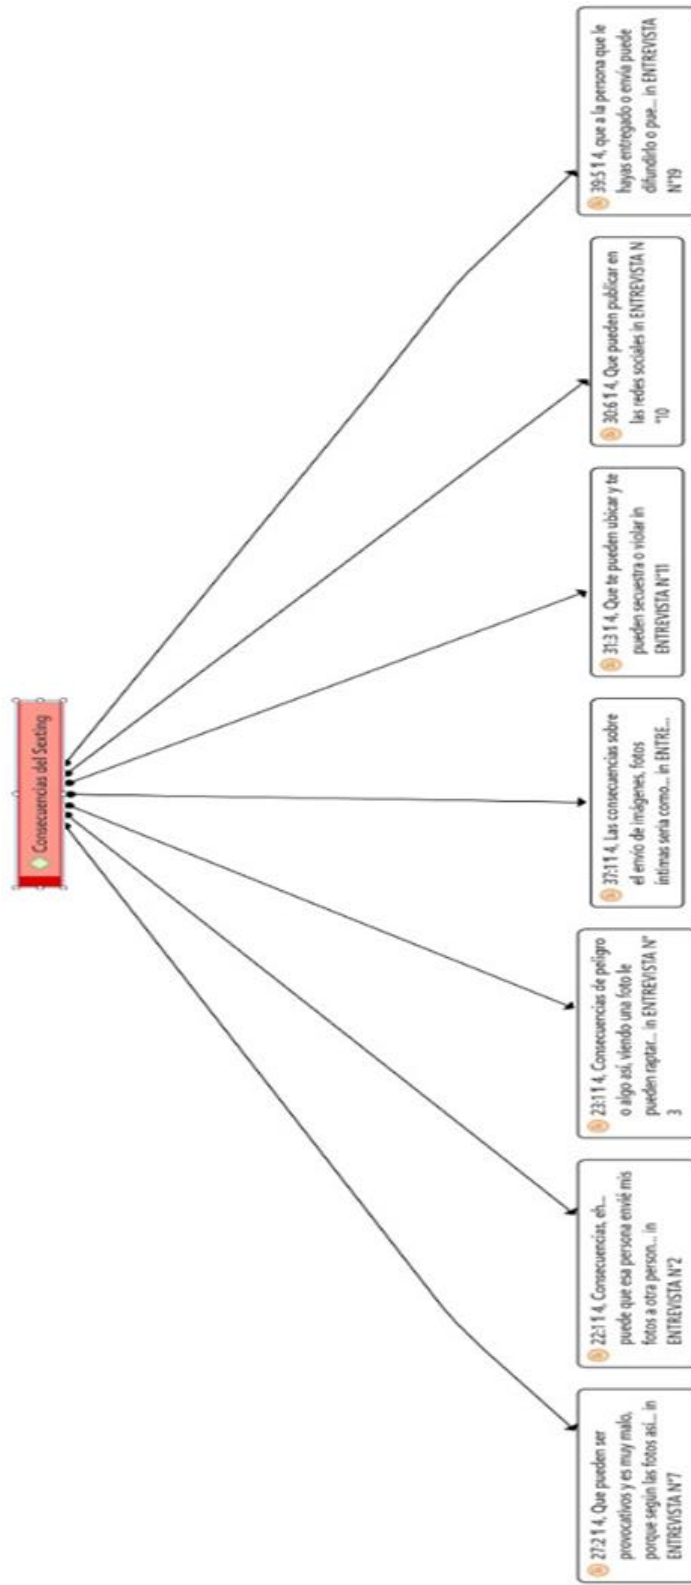 Consecuencias del Sexting
27:2 1 4, Que pueden ser
provocativos y es muy malo,
porque según las fotos así... in
ENTREVISTA N°7
22:1 1 4, Consecuencias, eh...
puede que esa persona envié mis
fotos a otra person... in
ENTREVISTA N°2
23:1 1 4, Consecuencias de peligro
o algo así, viendo una foto le
pueden raptar... in ENTREVISTA N°
3
37:1 1 4, Las consecuencias sobre
el envío de imágenes, fotos
íntimas seria como... in ENTRE...
31:3 1 4, Que te pueden ubicar y te
pueden secuestra o violar in
ENTREVISTA N°11
30:6 1 4, Que pueden publicar en
las redes sociales in ENTREVISTA N
°10
39:5 1 4, que a la persona que le
hayas entregado o envía puede
difundirlo o pue... in ENTREVISTA
N°19